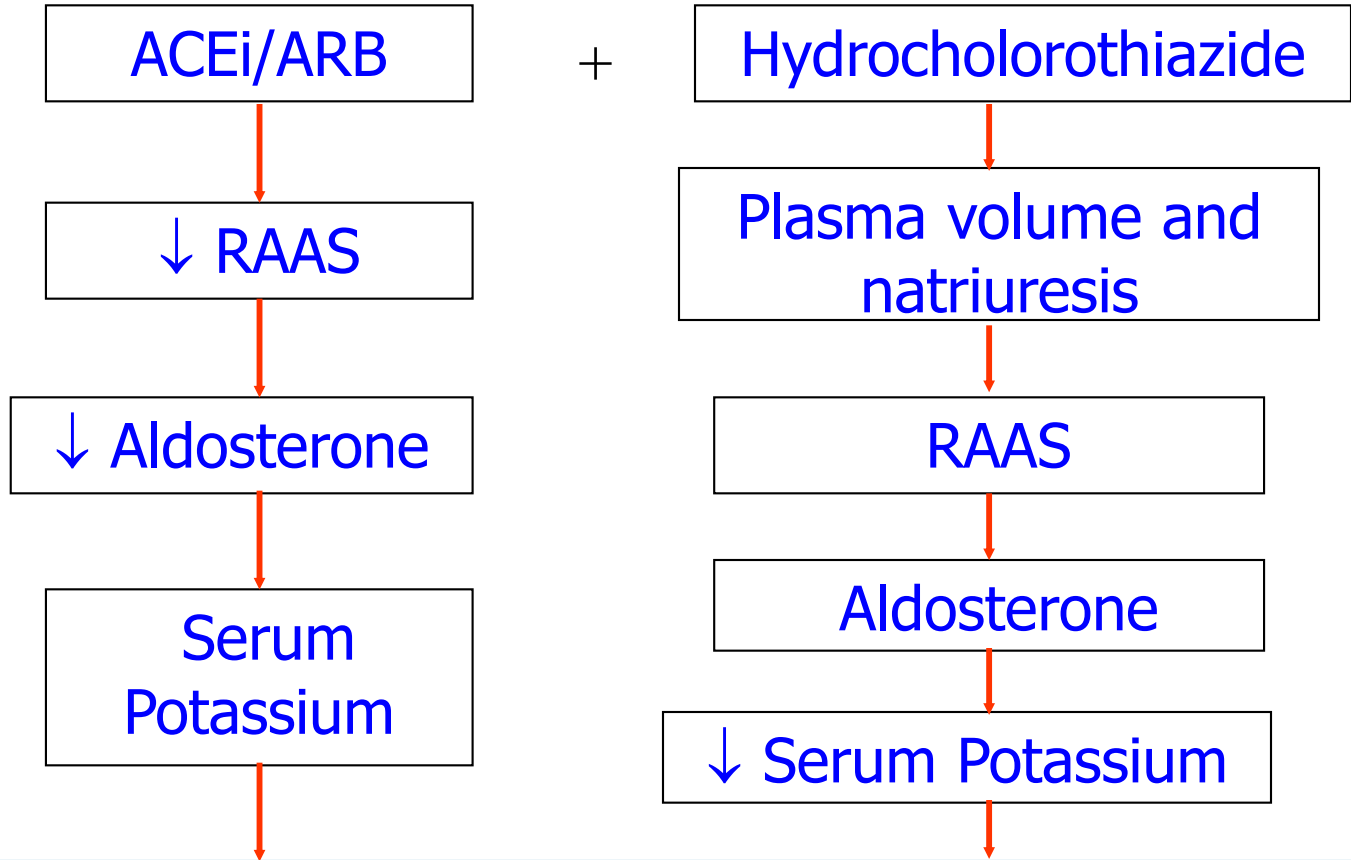 ACEi/ARB
+
Hydrocholorothiazide
↓ RAAS
Plasma volume and
natriuresis
↓ Aldosterone
RAAS
Serum
Potassium
Aldosterone
↓ Serum Potassium